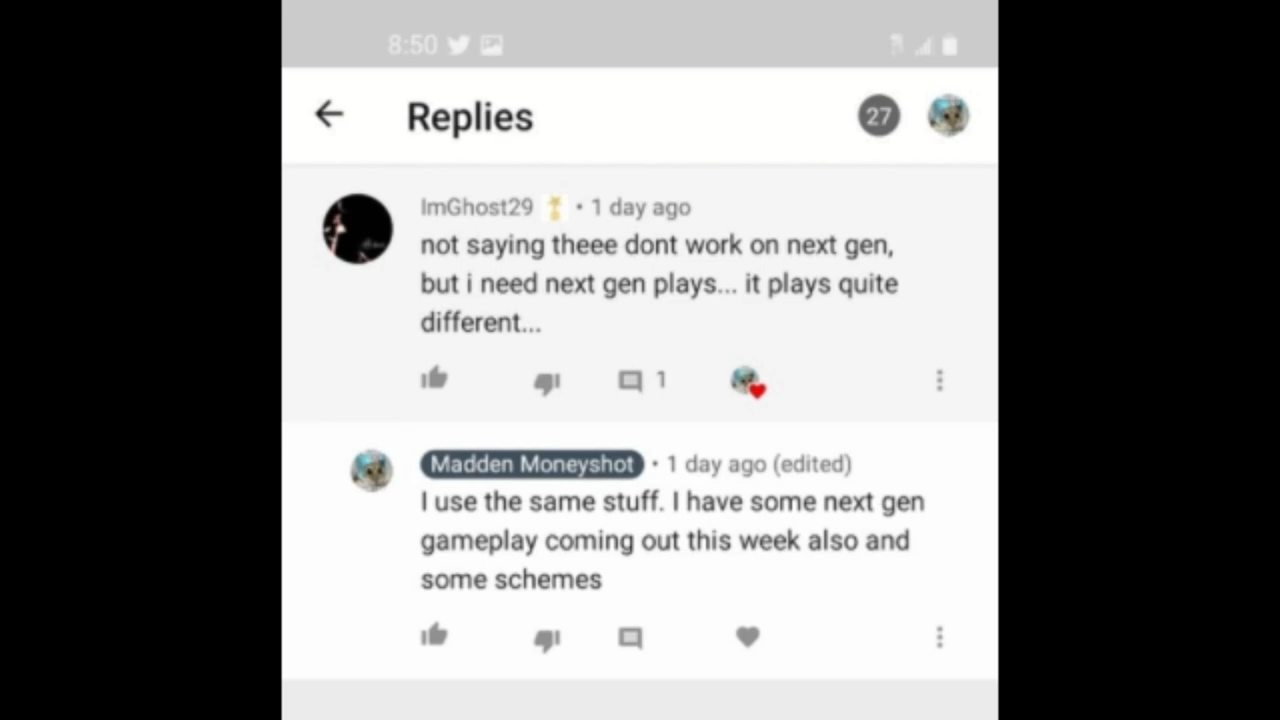 8:50
Replies
27
ImGhost29 • 1 day ago
not saying theee dont work on next gen,
but i need next gen plays... it plays quite
different...
1
Madden Moneyshot • 1 day ago (edited)
I use the same stuff. I have some next gen
gameplay coming out this week also and
some schemes